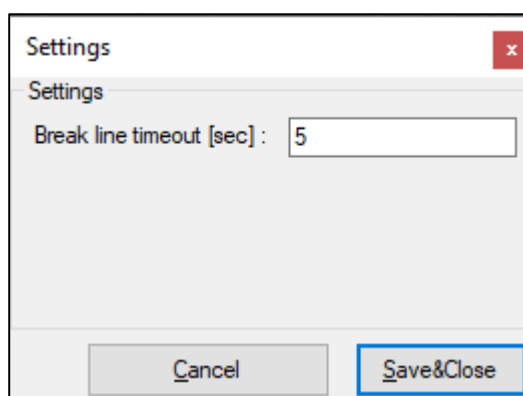 Settings
x
Settings
Break line timeout [sec] : 5
Cancel
Save&Close